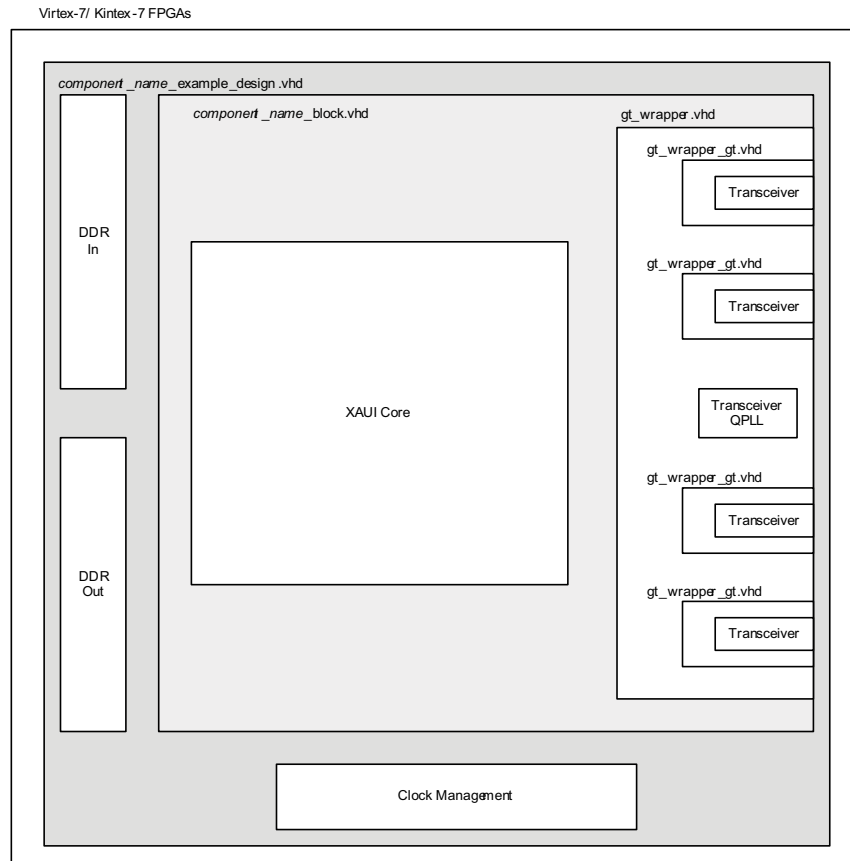 Virtex-7/ Kintex-7 FPGAs
component_name_example_design.vhd
component_name_block.vhd
gt_wrapper.vhd
gt_wrapper_gt.vhd
Transceiver
DDR
In
gt_wrapper_gt.vhd
Transceiver
XAUI Core
Transceiver
QPLL
gt_wrapper_gt.vhd
Transceiver
DDR
Out
gt_wrapper_gt.vhd
Transceiver
Clock Management